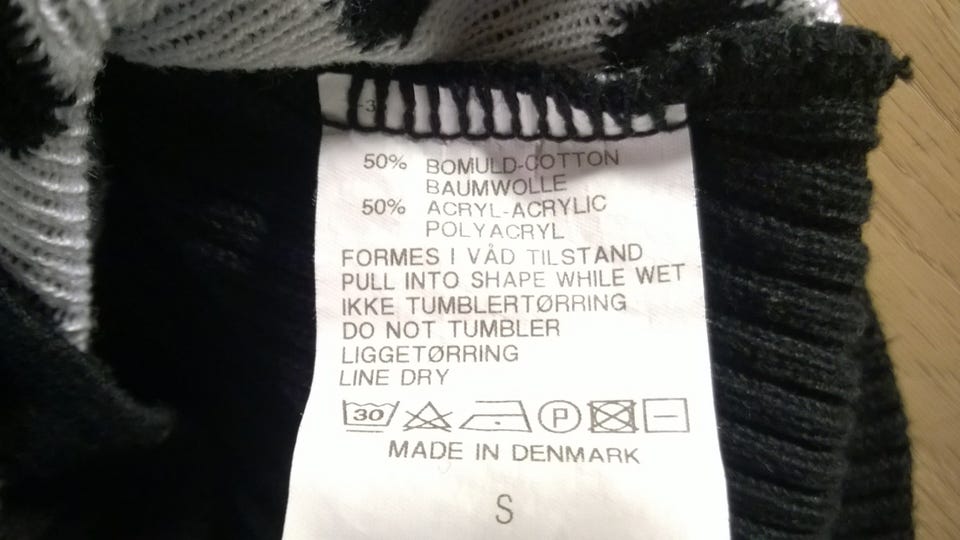 50% BOMULD-COTTON
BAUMWOLLE
50% ACRYL-ACRYLIC
POLYACRYL
FORMES I VÅD TILSTAND
PULL INTO SHAPE WHILE WET
IKKE TUMBLERTØRRING
DO NOT TUMBLER
LIGGETØRRING
LINE DRY
30 P
MADE IN DENMARK
S